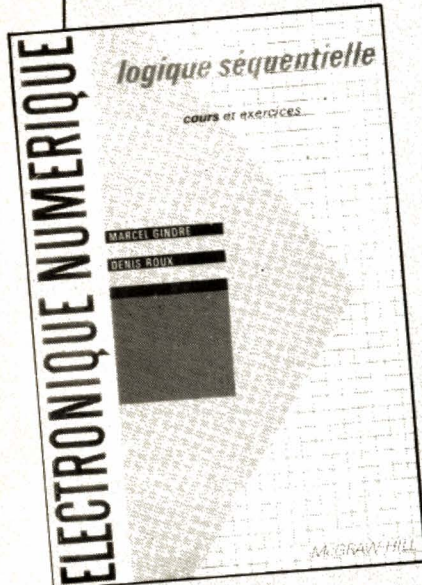 ELECTRONIQUE NUMERIQUE
logique séquentielle
cours et exercices
MARCEL GINDRE
DENIS ROUX
McGRAW-HILL